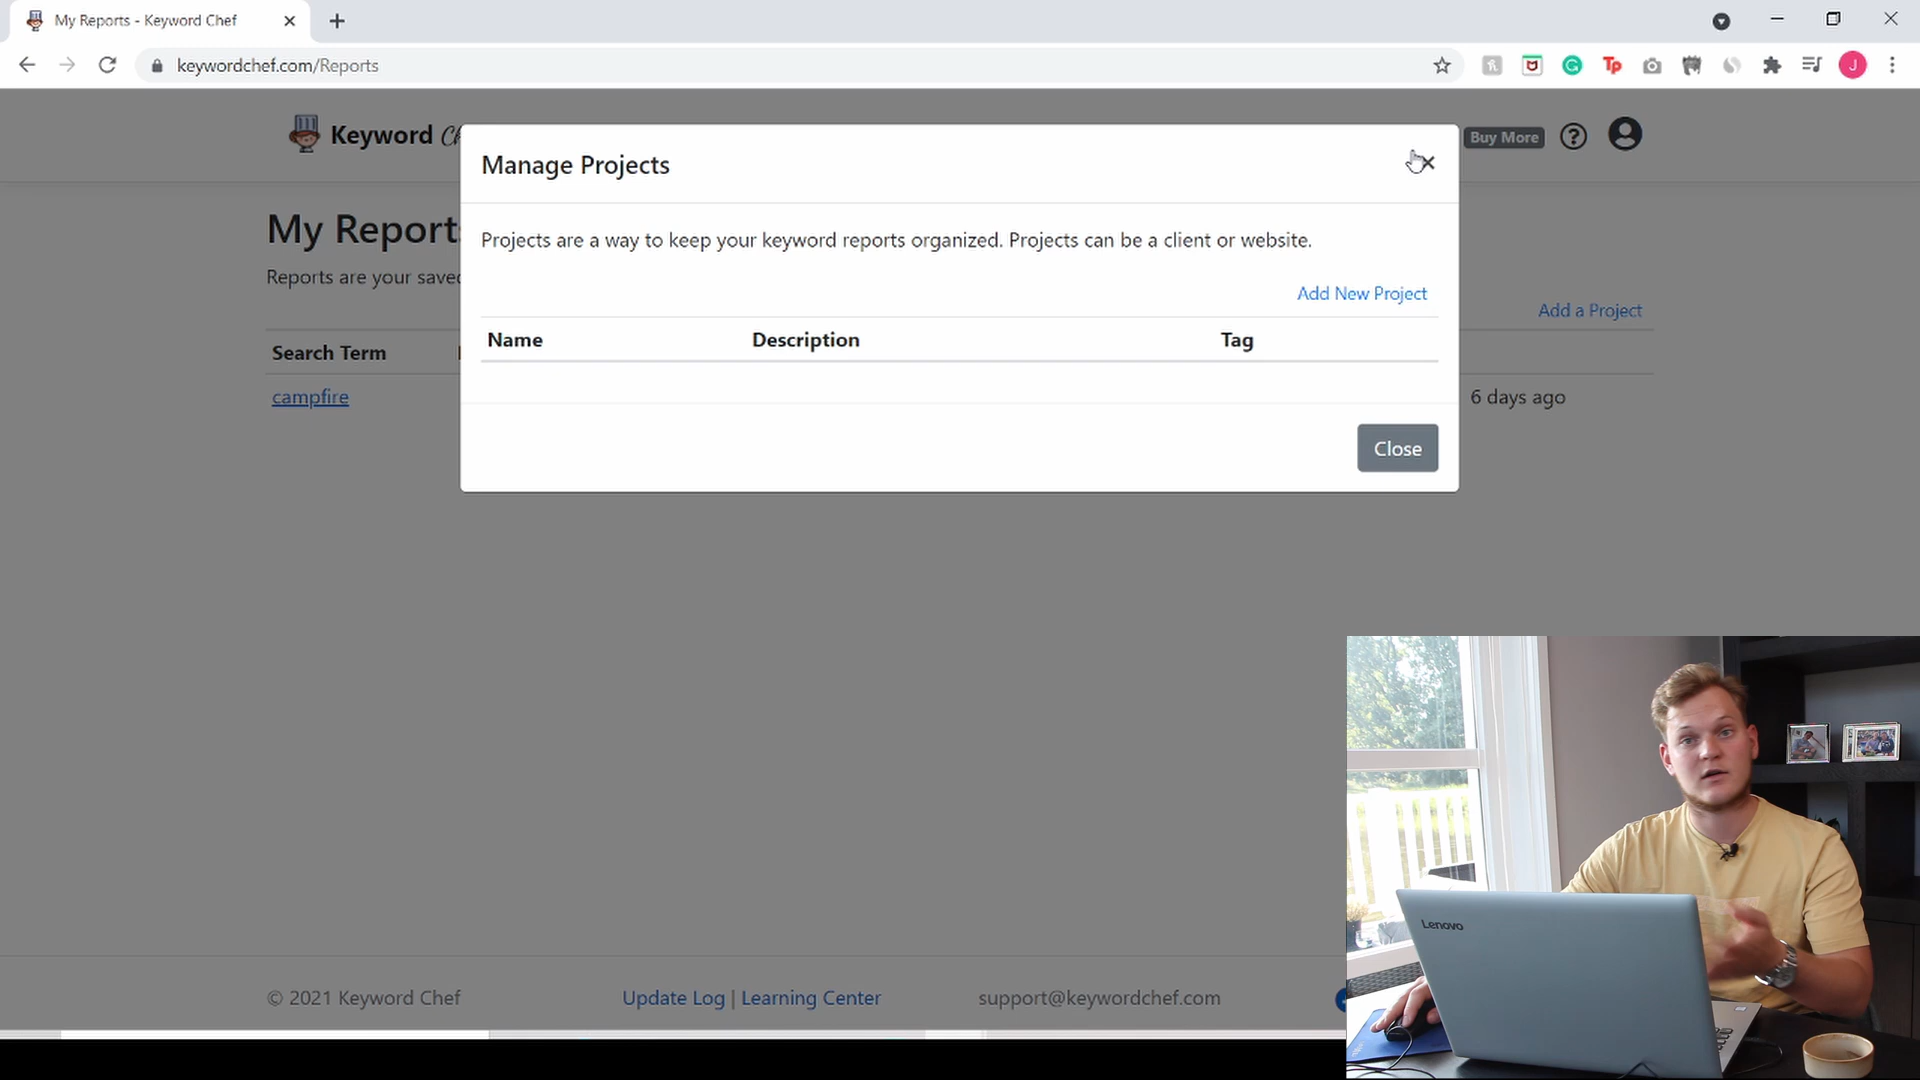 My Reports - Keyword Chef
keywordchef.com/Reports
Tp
J
Keyword
Buy More
Manage Projects
My Report
Projects are a way to keep your keyword reports organized. Projects can be a client or website.
Reports are your saved
Add New Project
Add a Project
Search Term
Name Description Tag
campfire
6 days ago
Close
Lenovo
© 2021 Keyword Chef
Update Log | Learning Center
support@keywordchef.com